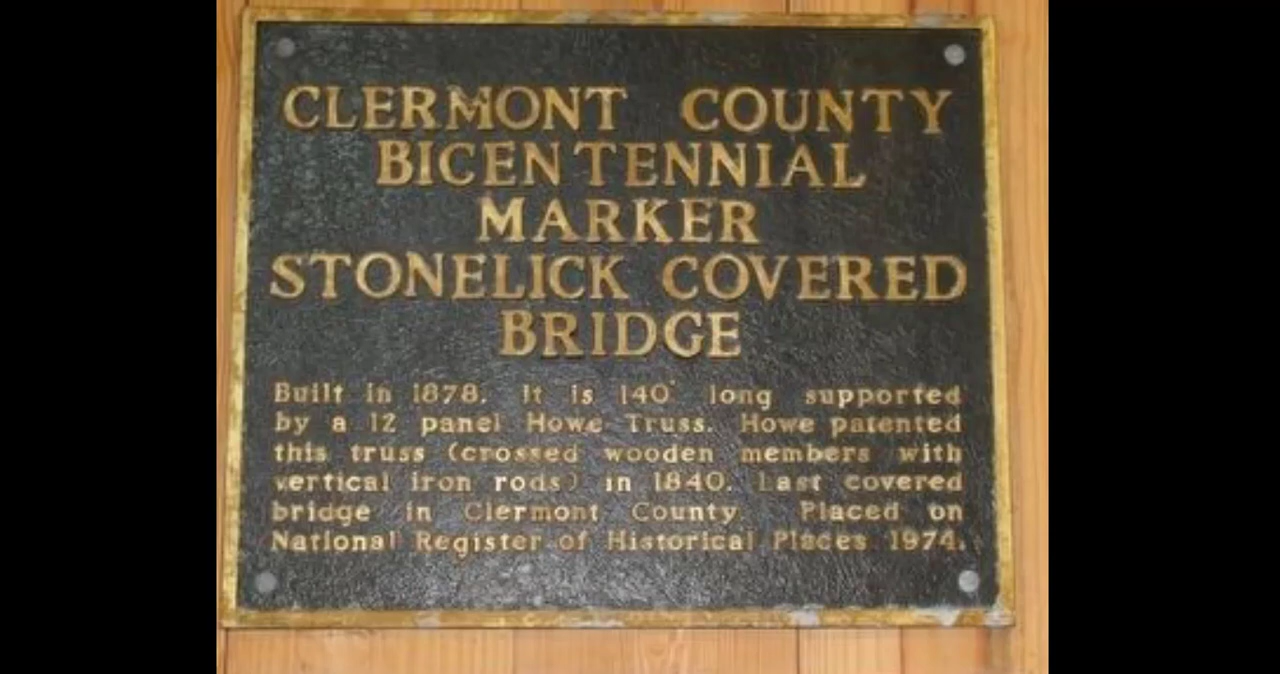 CLERMONT COUNTY
BICENTENNIAL
MARKER
STONELICK COVERED
BRIDGE
Built in 1878. It is 140' long supported
by a 12 panel Howe Truss. Howe patented
this truss (crossed wooden members with
vertical iron rods) in 1840. Last covered
bridge in Clermont County. Placed on
National Register of Historical Places 1974.